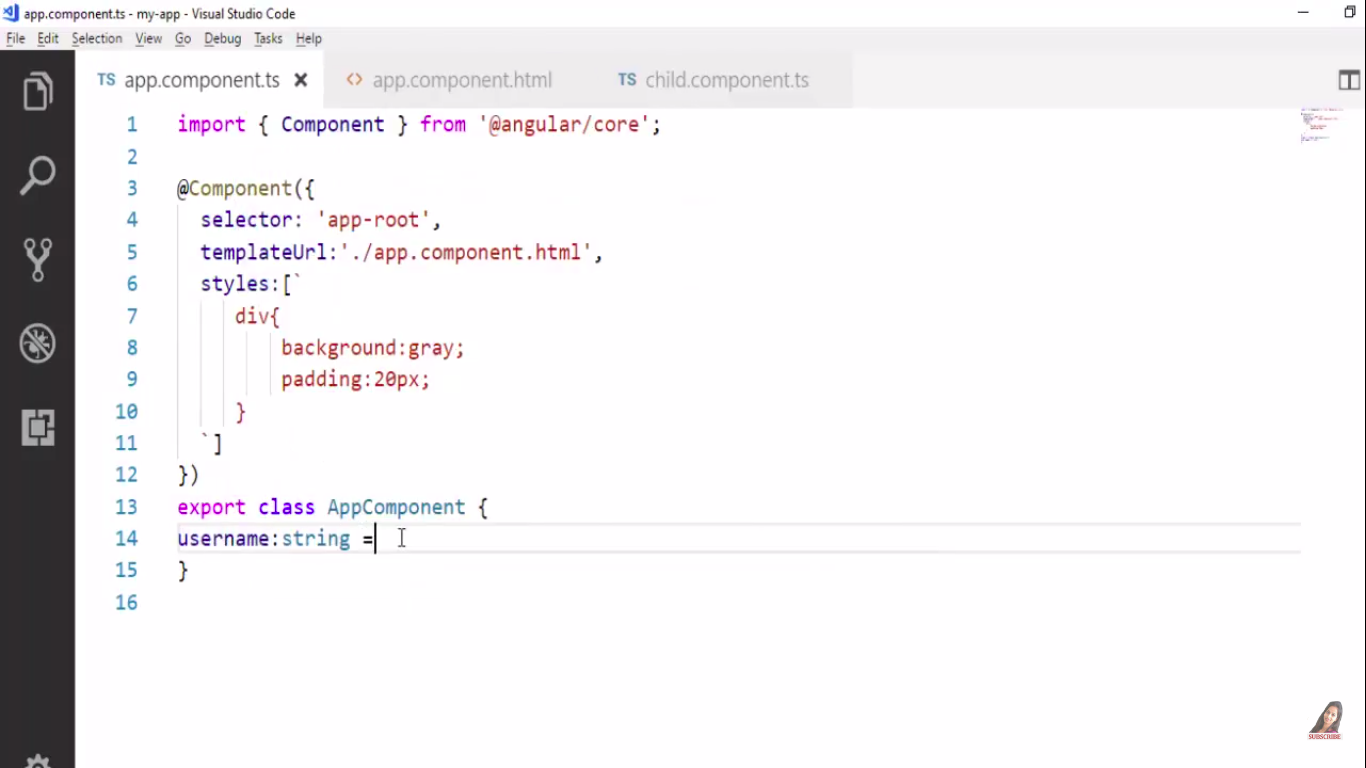 app.component.ts - my-app - Visual Studio Code
File Edit Selection View Go Debug Tasks Help
TS app.component.ts <> app.component.html TS child.component.ts
1 import { Component } from '@angular/core';
2
3 @Component({
4 selector: 'app-root',
5 templateUrl:'./app.component.html',
6 styles:[`
7 div{
8 background:gray;
9 padding:20px;
10 }
11 `]
12 })
13 export class AppComponent {
14 username:string =
15 }
16
SUBSCRIBE